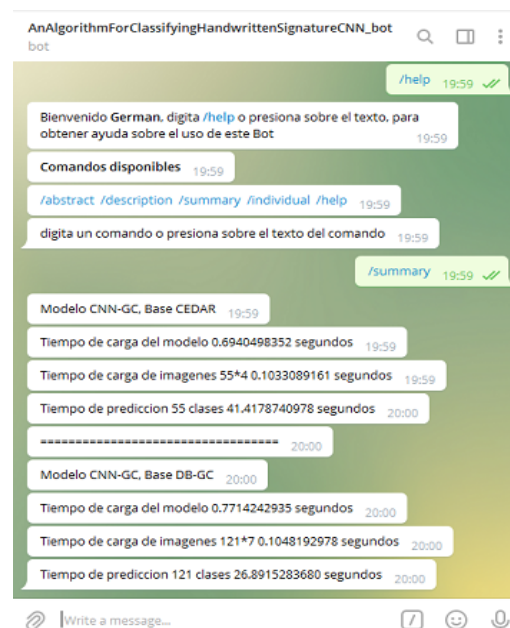 AnAlgorithmForClassifyingHandwrittenSignatureCNN_bot
bot
/help 19:59
Bienvenido German, digita /help o presiona sobre el texto, para
obtener ayuda sobre el uso de este Bot 19:59
Comandos disponibles 19:59
/abstract /description /summary /individual /help 19:59
digita un comando o presiona sobre el texto del comando 19:59
/summary 19:59
Modelo CNN-GC, Base CEDAR 19:59
Tiempo de carga del modelo 0.6940498352 segundos 19:59
Tiempo de carga de imagenes 55*4 0.1033089161 segundos 19:59
Tiempo de prediccion 55 clases 41.4178740978 segundos 20:00
================================== 20:00
Modelo CNN-GC, Base DB-GC 20:00
Tiempo de carga del modelo 0.7714242935 segundos 20:00
Tiempo de carga de imagenes 121*7 0.1048192978 segundos 20:00
Tiempo de prediccion 121 clases 26.8915283680 segundos 20:00
Write a message...